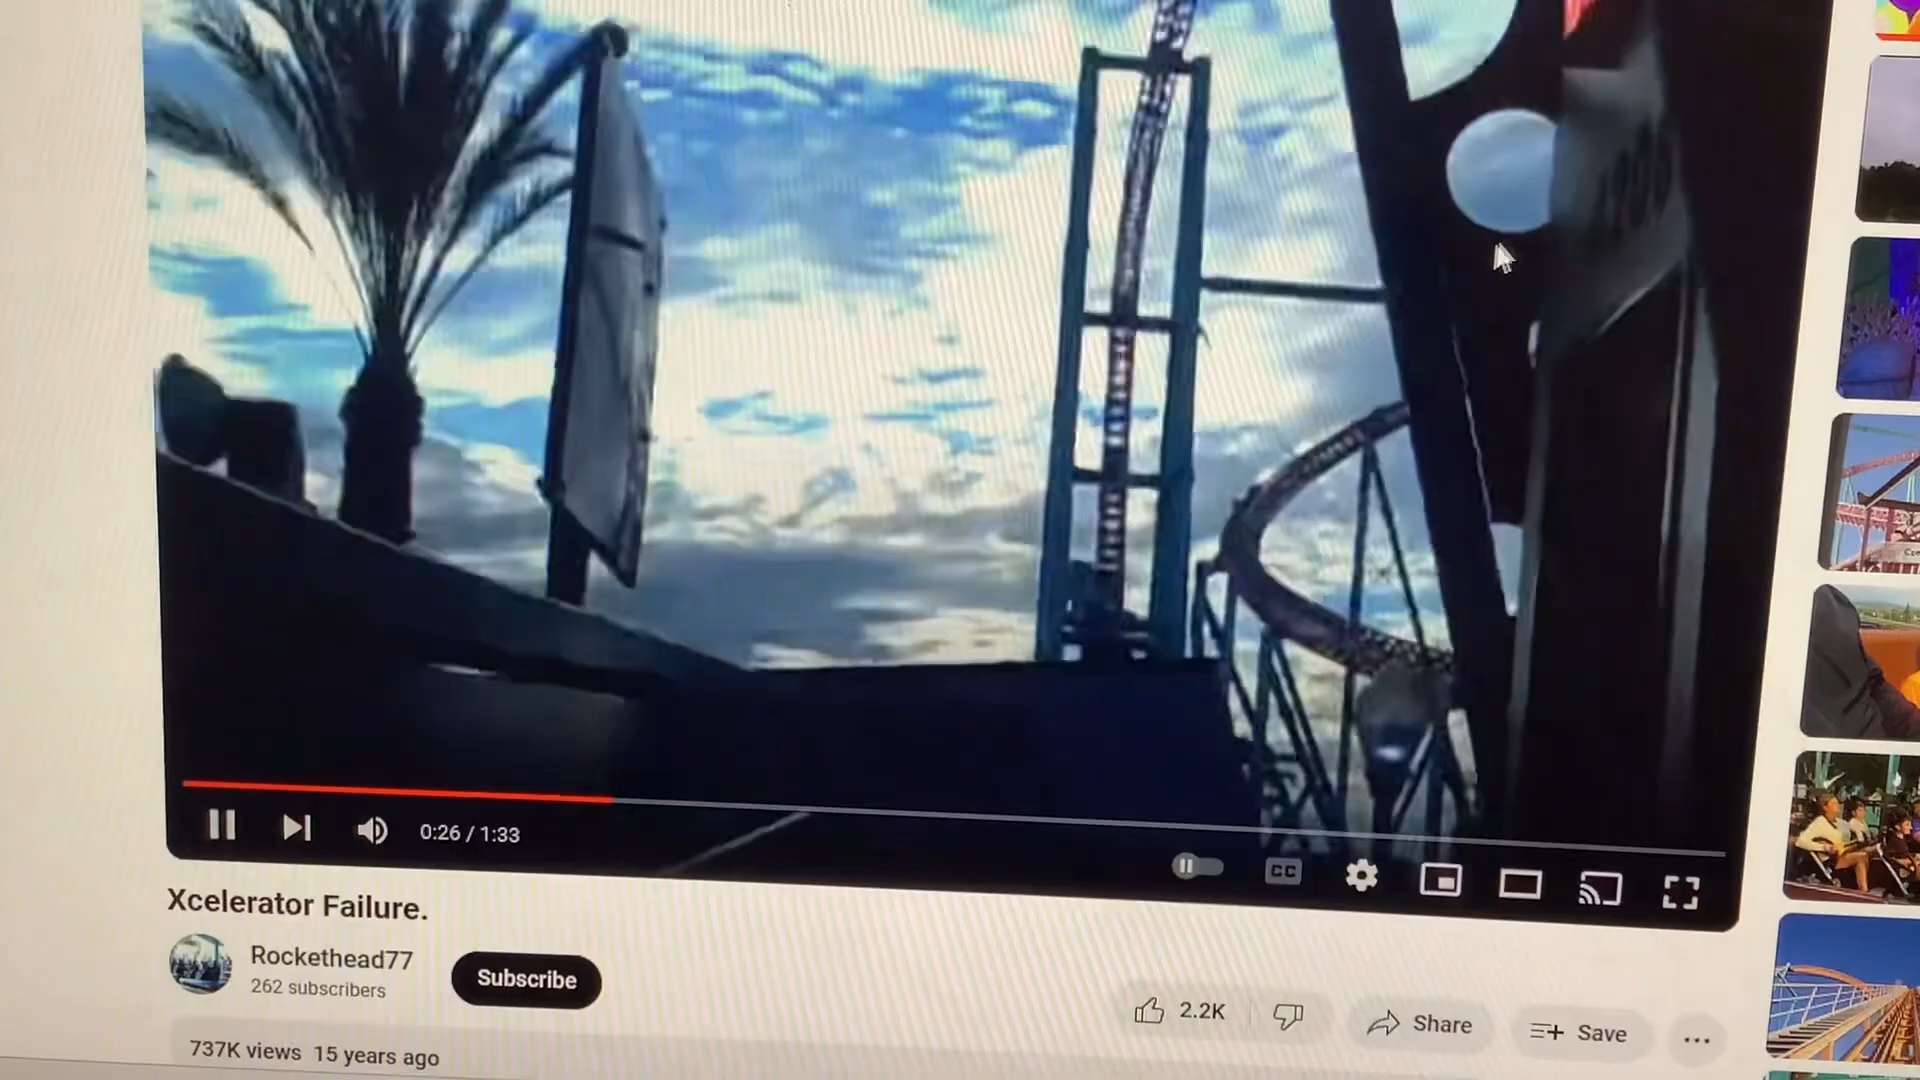 0:26 / 1:33
CC
Xcelerator Failure.
Rockethead77
262 subscribers
Subscribe
2.2K
Share
Save
737K views 15 years ago